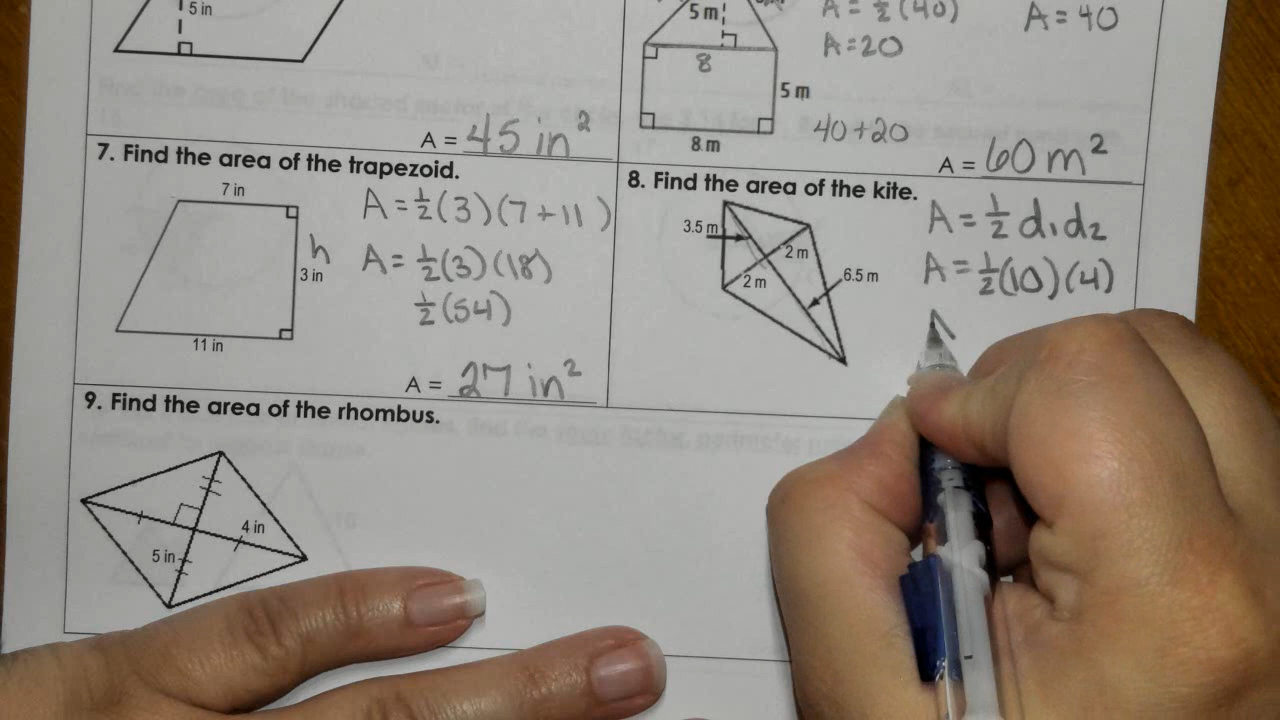 5 in
A = 45 in²
5 m
8
5 m
8 m
A = ½(40)
A = 20
A = 40
40 + 20
A = 60 m²
7. Find the area of the trapezoid.
7 in
h
3 in
11 in
A = ½(3)(7+11)
A = ½(3)(18)
½(54)
A = 27 in²
8. Find the area of the kite.
3.5 m
2 m
2 m
6.5 m
A = ½ d₁d₂
A = ½(10)(4)
9. Find the area of the rhombus.
4 in
5 in